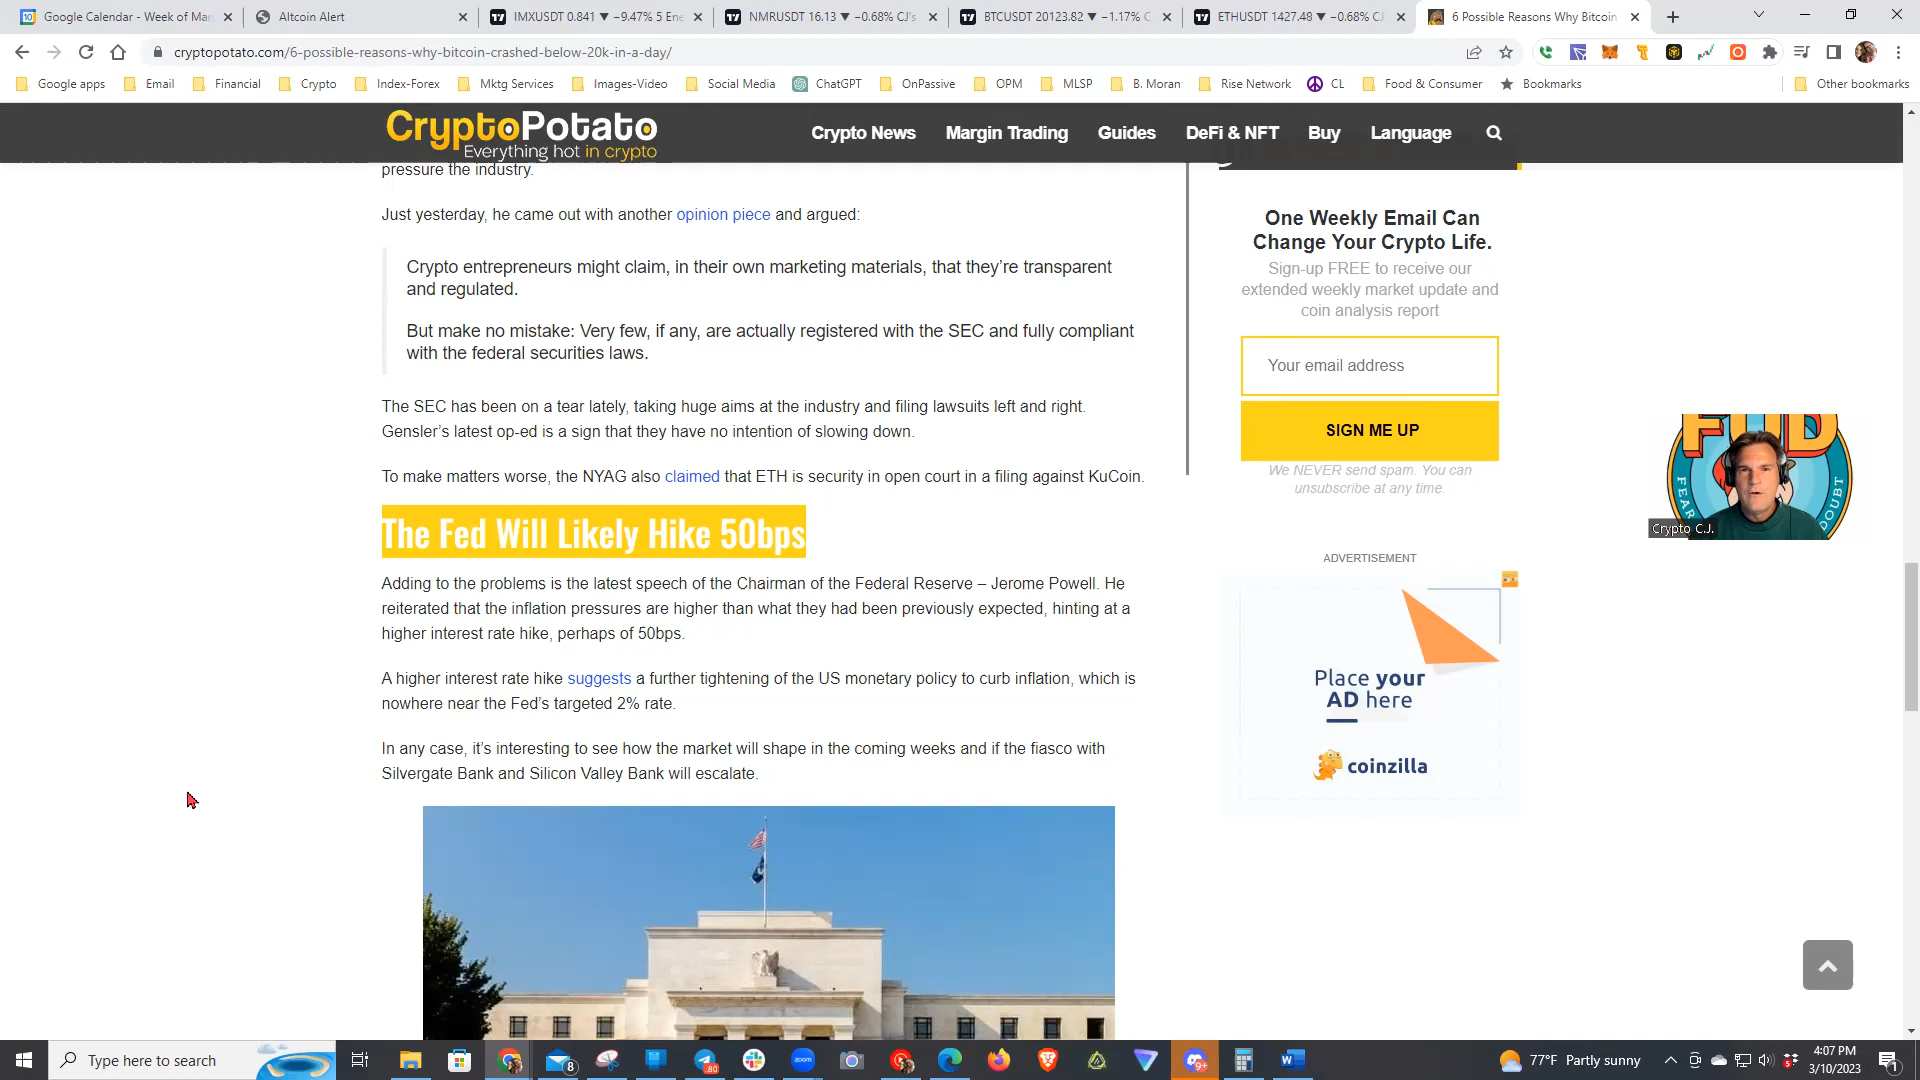 Google Calendar - Week of Mar
Altcoin Alert
IMXUSDT 0.841 ▼ −9.47% 5 Ene
NMRUSDT 16.13 ▼ −0.68% CJ's
BTCUSDT 20123.82 ▼ −1.17% C
ETHUSDT 1427.48 ▼ −0.68% CJ'
6 Possible Reasons Why Bitcoin
cryptopotato.com/6-possible-reasons-why-bitcoin-crashed-below-20k-in-a-day/
Google apps
Email
Financial
Crypto
Index-Forex
Mktg Services
Images-Video
Social Media
ChatGPT
OnPassive
OPM
MLSP
B. Moran
Rise Network
CL
Food & Consumer
Bookmarks
Other bookmarks
CryptoPotato
Everything hot in crypto
Crypto News
Margin Trading
Guides
DeFi & NFT
Buy
Language
pressure the industry.
Just yesterday, he came out with another opinion piece and argued:
Crypto entrepreneurs might claim, in their own marketing materials, that they're transparent
and regulated.
But make no mistake: Very few, if any, are actually registered with the SEC and fully compliant
with the federal securities laws.
The SEC has been on a tear lately, taking huge aims at the industry and filing lawsuits left and right.
Gensler's latest op-ed is a sign that they have no intention of slowing down.
To make matters worse, the NYAG also claimed that ETH is security in open court in a filing against KuCoin.
The Fed Will Likely Hike 50bps
Adding to the problems is the latest speech of the Chairman of the Federal Reserve – Jerome Powell. He
reiterated that the inflation pressures are higher than what they had been previously expected, hinting at a
higher interest rate hike, perhaps of 50bps.
A higher interest rate hike suggests a further tightening of the US monetary policy to curb inflation, which is
nowhere near the Fed's targeted 2% rate.
In any case, it's interesting to see how the market will shape in the coming weeks and if the fiasco with
Silvergate Bank and Silicon Valley Bank will escalate.
One Weekly Email Can
Change Your Crypto Life.
Sign-up FREE to receive our
extended weekly market update and
coin analysis report
Your email address
SIGN ME UP
We NEVER send spam. You can
unsubscribe at any time.
ADVERTISEMENT
Place your
AD here
coinzilla
FUD
FEAR
DOUBT
Crypto C.J.
Type here to search
8
80
zoom
9+
77°F Partly sunny
4:07 PM
3/10/2023
1